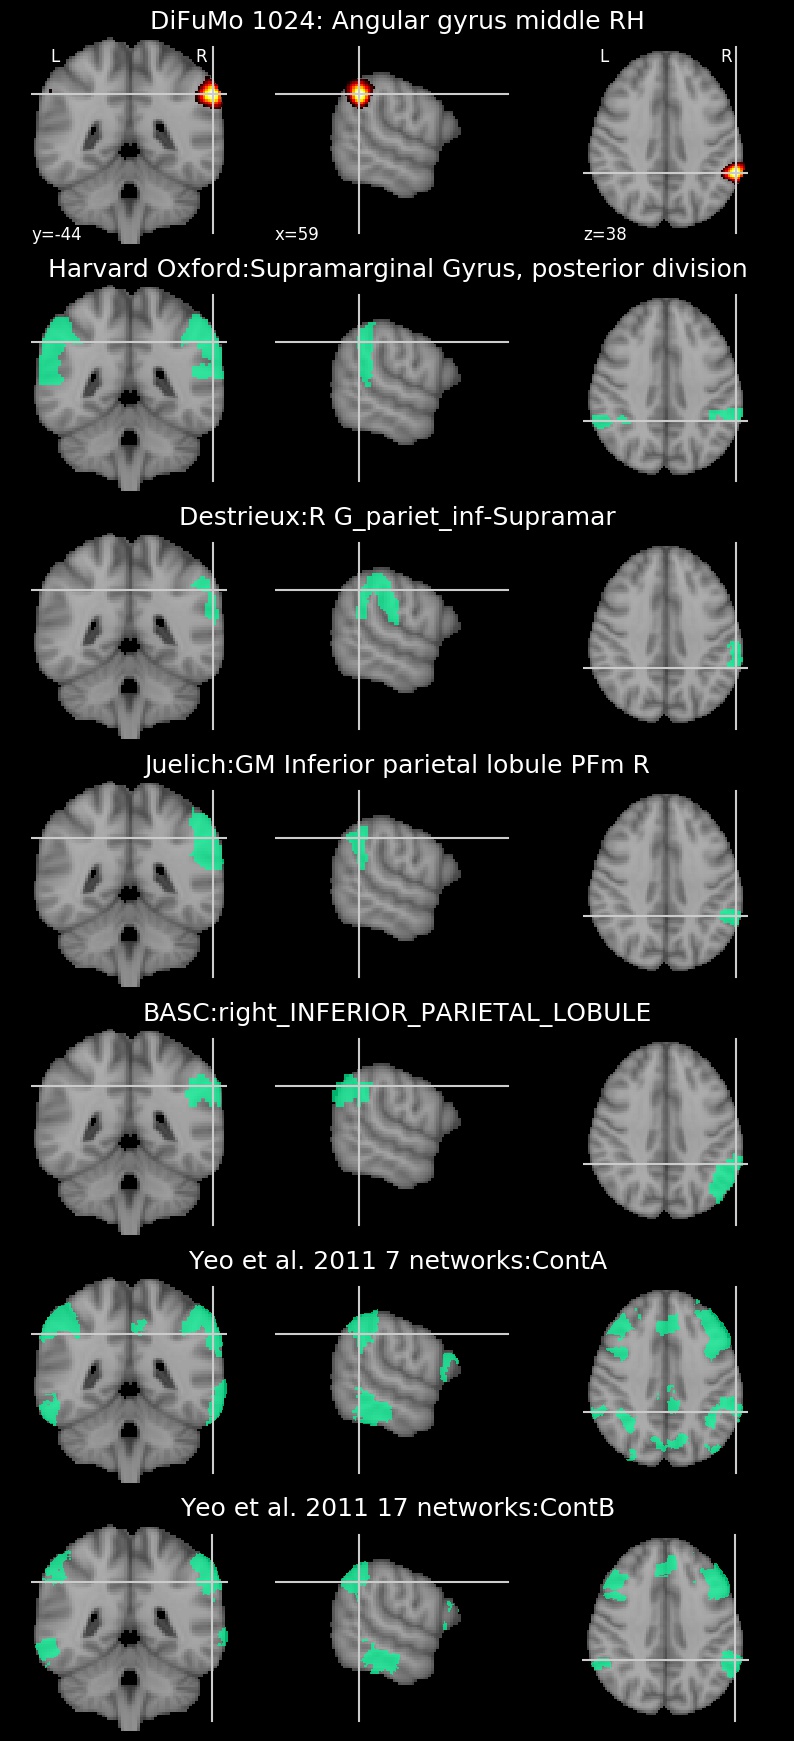 DiFuMo 1024: Angular gyrus middle RH
L R L R
y=-44 x=59 z=38
Harvard Oxford:Supramarginal Gyrus, posterior division
Destrieux:R G_pariet_inf-Supramar
Juelich:GM Inferior parietal lobule PFm R
BASC:right_INFERIOR_PARIETAL_LOBULE
Yeo et al. 2011 7 networks:ContA
Yeo et al. 2011 17 networks:ContB